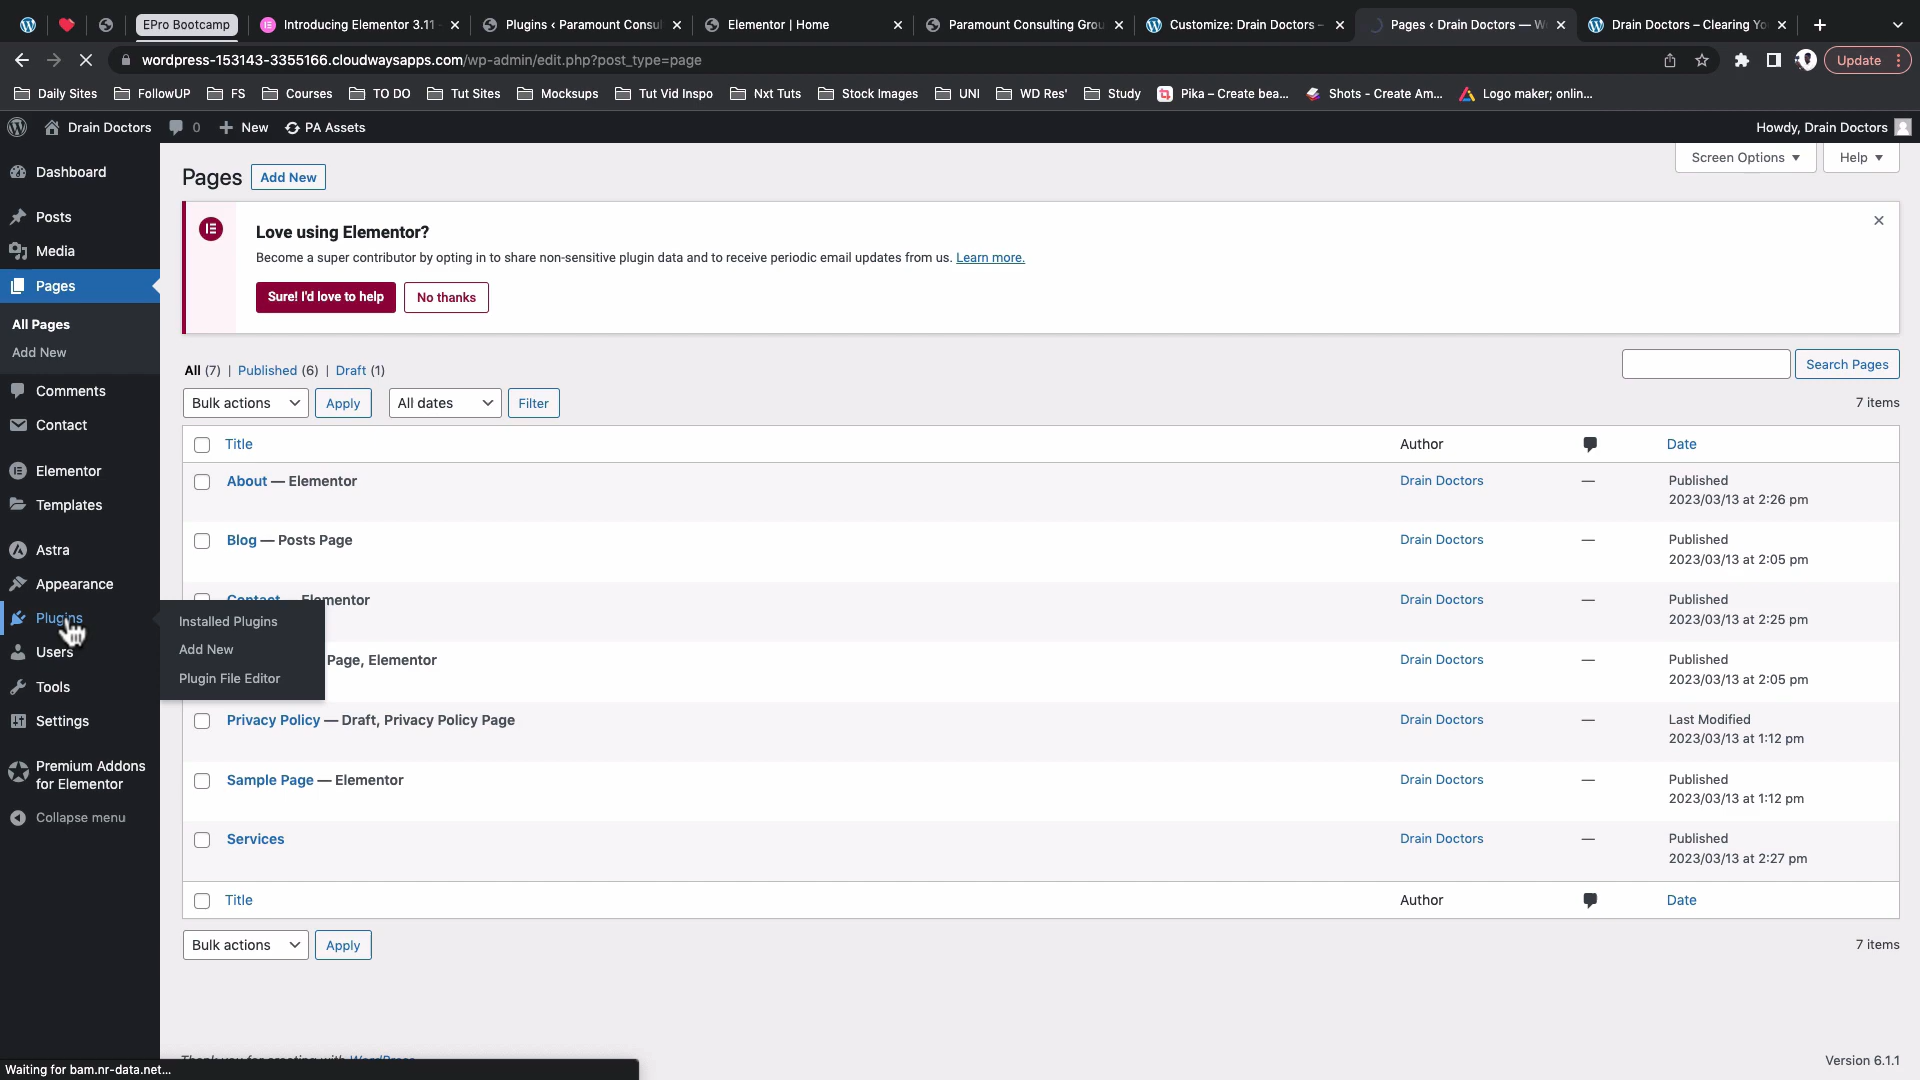 EPro Bootcamp
Introducing Elementor 3.11
Plugins ‹ Paramount Consu
Elementor | Home
Paramount Consulting Grou
Customize: Drain Doctors –
Pages ‹ Drain Doctors — W
Drain Doctors – Clearing Yo
wordpress-153143-3355166.cloudwaysapps.com/wp-admin/edit.php?post_type=page
Update
Daily Sites
FollowUP
FS
Courses
TO DO
Tut Sites
Mocksups
Tut Vid Inspo
Nxt Tuts
Stock Images
UNI
WD Res'
Study
Pika – Create bea...
Shots - Create Am...
Logo maker; onlin...
Drain Doctors
0
New
PA Assets
Howdy, Drain Doctors
Dashboard
Posts
Media
Pages
All Pages
Add New
Comments
Contact
Elementor
Templates
Astra
Appearance
Plugins
Users
Tools
Settings
Premium Addons
for Elementor
Collapse menu
Installed Plugins
Add New
Plugin File Editor
Pages
Add New
Screen Options
Help
Love using Elementor?
Become a super contributor by opting in to share non-sensitive plugin data and to receive periodic email updates from us. Learn more.
Sure! I'd love to help
No thanks
All (7) | Published (6) | Draft (1)
Search Pages
Bulk actions
Apply
All dates
Filter
7 items
Title
Author
Date
About — Elementor
Drain Doctors
—
Published
2023/03/13 at 2:26 pm
Blog — Posts Page
Drain Doctors
—
Published
2023/03/13 at 2:05 pm
Contact — Elementor
Drain Doctors
—
Published
2023/03/13 at 2:25 pm
Page, Elementor
Drain Doctors
—
Published
2023/03/13 at 2:05 pm
Privacy Policy — Draft, Privacy Policy Page
Drain Doctors
—
Last Modified
2023/03/13 at 1:12 pm
Sample Page — Elementor
Drain Doctors
—
Published
2023/03/13 at 1:12 pm
Services
Drain Doctors
—
Published
2023/03/13 at 2:27 pm
Title
Author
Date
Bulk actions
Apply
7 items
Thank you for creating with WordPress
Version 6.1.1
Waiting for bam.nr-data.net...